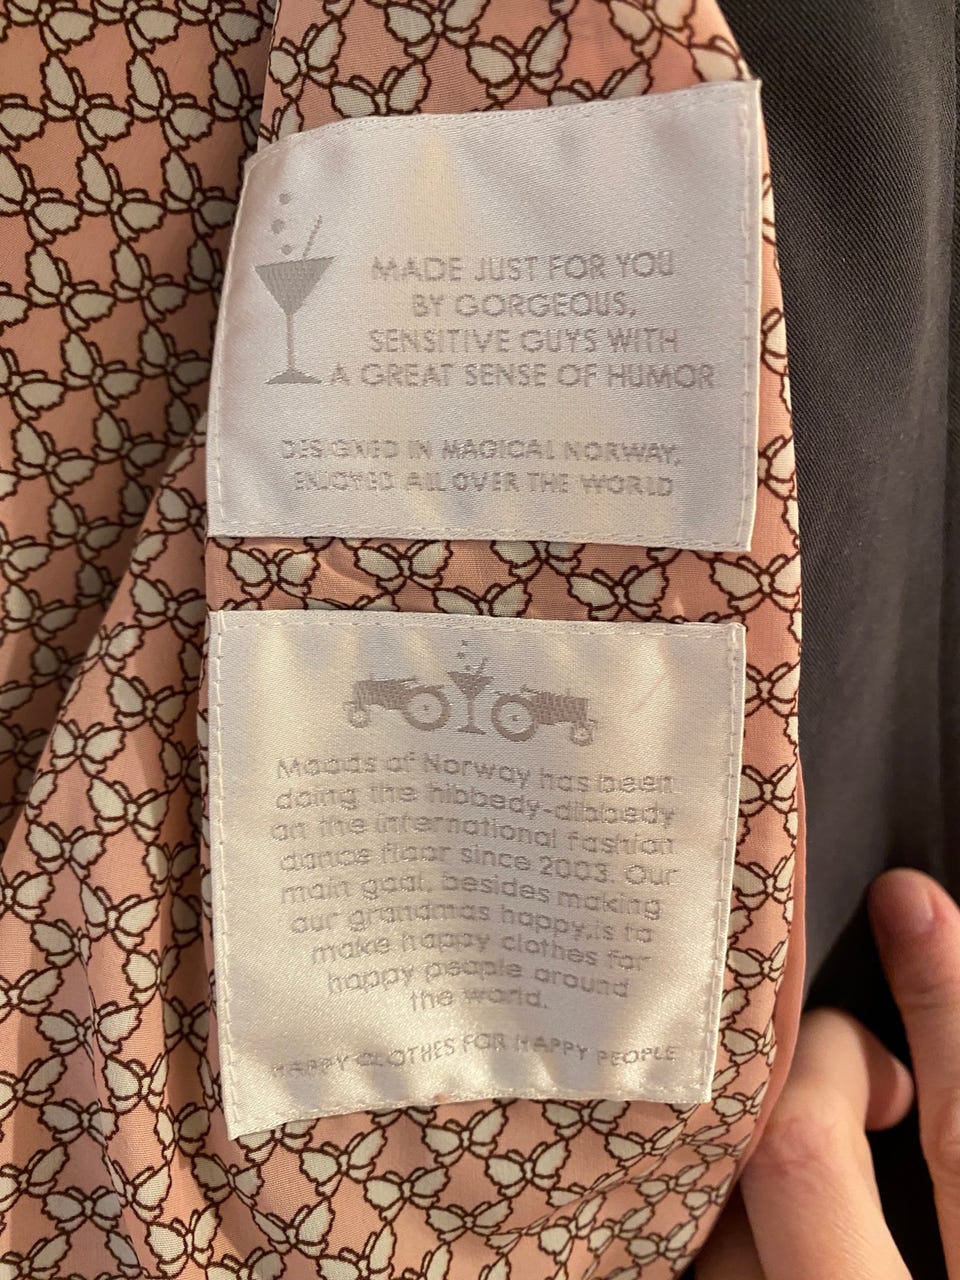 MADE JUST FOR YOU
BY GORGEOUS,
SENSITIVE GUYS WITH
A GREAT SENSE OF HUMOR
DESIGNED IN MAGICAL NORWAY,
ENJOYED ALL OVER THE WORLD
Moods of Norway has been
doing the hibbedy-dibbedy
on the international fashion
dance floor since 2003. Our
main goal, besides making
our grandmas happy, is to
make happy clothes for
happy people around
the world.
HAPPY CLOTHES FOR HAPPY PEOPLE